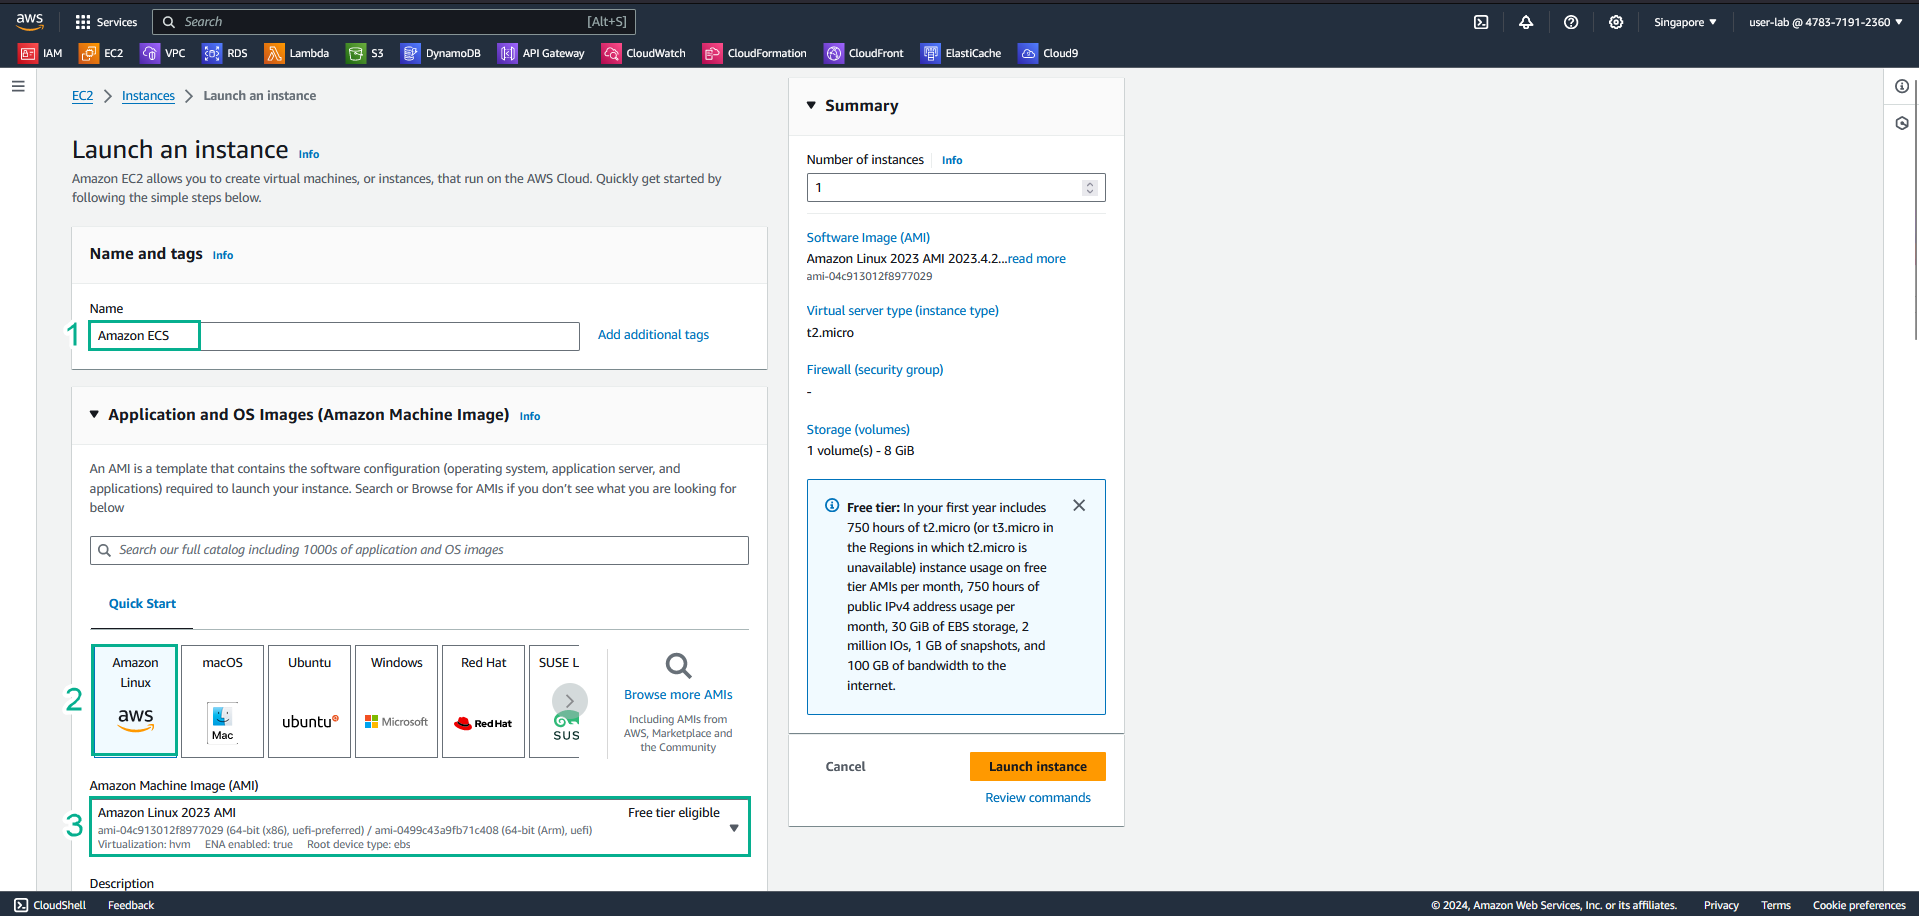 aws
Services
Search
[Alt+S]
Singapore
user-lab @ 4783-7191-2360
IAM
EC2
VPC
RDS
Lambda
S3
DynamoDB
API Gateway
CloudWatch
CloudFormation
CloudFront
ElastiCache
Cloud9
EC2
Instances
Launch an instance
Launch an instance Info
Amazon EC2 allows you to create virtual machines, or instances, that run on the AWS Cloud. Quickly get started by
following the simple steps below.
Name and tags Info
Name
1
Amazon ECS
Add additional tags
Application and OS Images (Amazon Machine Image) Info
An AMI is a template that contains the software configuration (operating system, application server, and
applications) required to launch your instance. Search or Browse for AMIs if you don't see what you are looking for
below
Search our full catalog including 1000s of application and OS images
Quick Start
2
Amazon
Linux
aws
macOS
Mac
Ubuntu
ubuntu
Windows
Microsoft
Red Hat
Red Hat
SUSE L
SUS
Browse more AMIs
Including AMIs from
AWS, Marketplace and
the Community
Amazon Machine Image (AMI)
3
Amazon Linux 2023 AMI
Free tier eligible
ami-04c913012f8977029 (64-bit (x86), uefi-preferred) / ami-0499c43a9fb71c408 (64-bit (Arm), uefi)
Virtualization: hvm ENA enabled: true Root device type: ebs
Description
Summary
Number of instances Info
1
Software Image (AMI)
Amazon Linux 2023 AMI 2023.4.2...read more
ami-04c913012f8977029
Virtual server type (instance type)
t2.micro
Firewall (security group)
-
Storage (volumes)
1 volume(s) - 8 GiB
Free tier: In your first year includes
750 hours of t2.micro (or t3.micro in
the Regions in which t2.micro is
unavailable) instance usage on free
tier AMIs per month, 750 hours of
public IPv4 address usage per
month, 30 GiB of EBS storage, 2
million IOs, 1 GB of snapshots, and
100 GB of bandwidth to the
internet.
Cancel
Launch instance
Review commands
CloudShell
Feedback
© 2024, Amazon Web Services, Inc. or its affiliates.
Privacy
Terms
Cookie preferences